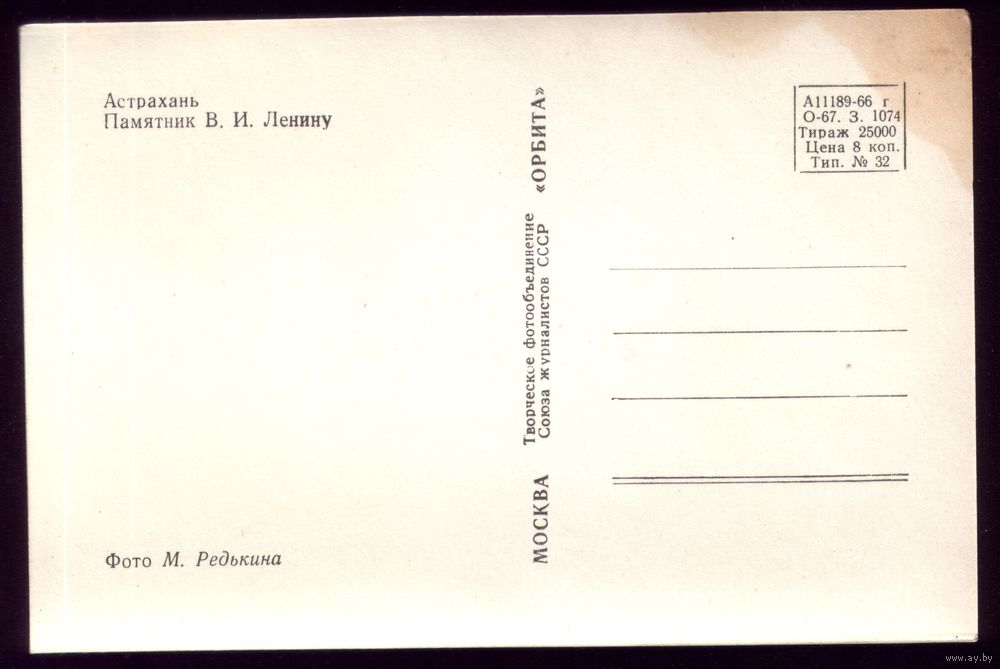 Астрахань
Памятник В. И. Ленину
Фото М. Редькина
МОСКВА Творческое фотообъединение «ОРБИТА»
Союза журналистов СССР
А11189-66 г
О-67. З. 1074
Тираж 25000
Цена 8 коп.
Тип. № 32
www.ay.by